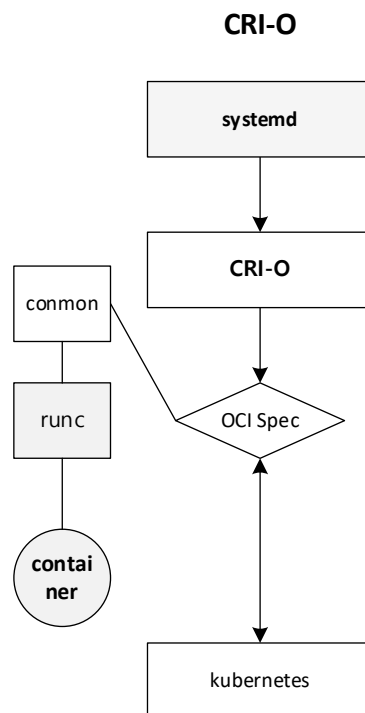 CRI-O
systemd
CRI-O
conmon
runc
OCI Spec
contai
ner
kubernetes